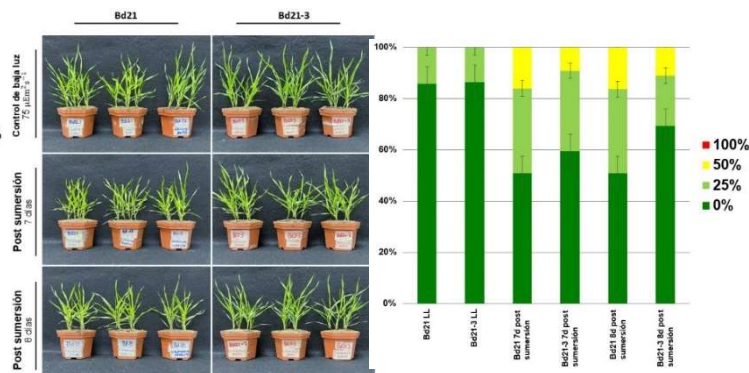 Bd21
Bd21-3
Control de baja luz
75 μEm²s⁻¹
Post sumersión
7 días
Post sumersión
8 días
100%
80%
60%
40%
20%
0%
Bd21 LL
Bd21-3 LL
Bd21 7d post
sumersión
Bd21-3 7d post
sumersión
Bd21 8d post
sumersión
Bd21-3 8d post
sumersión
100%
50%
25%
0%